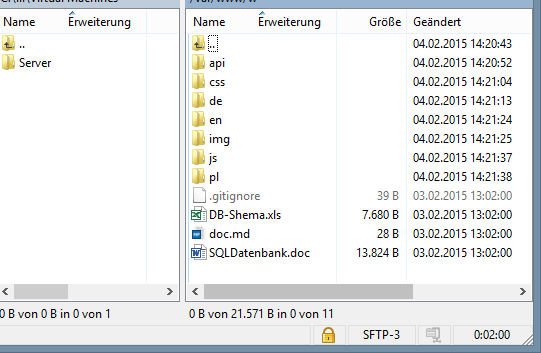 Name Erweiterung
..
Server
0 B von 0 B in 0 von 1
Name Erweiterung Größe Geändert
.. 04.02.2015 14:20:43
api 04.02.2015 14:20:52
css 04.02.2015 14:21:04
de 04.02.2015 14:21:13
en 04.02.2015 14:21:24
img 04.02.2015 14:21:25
js 04.02.2015 14:21:37
pl 04.02.2015 14:21:38
.gitignore 39 B 03.02.2015 13:02:00
DB-Shema.xls 7.680 B 03.02.2015 13:02:00
doc.md 28 B 03.02.2015 13:02:00
SQLDatenbank.doc 13.824 B 03.02.2015 13:02:00
0 B von 21.571 B in 0 von 11
SFTP-3 0:02:00